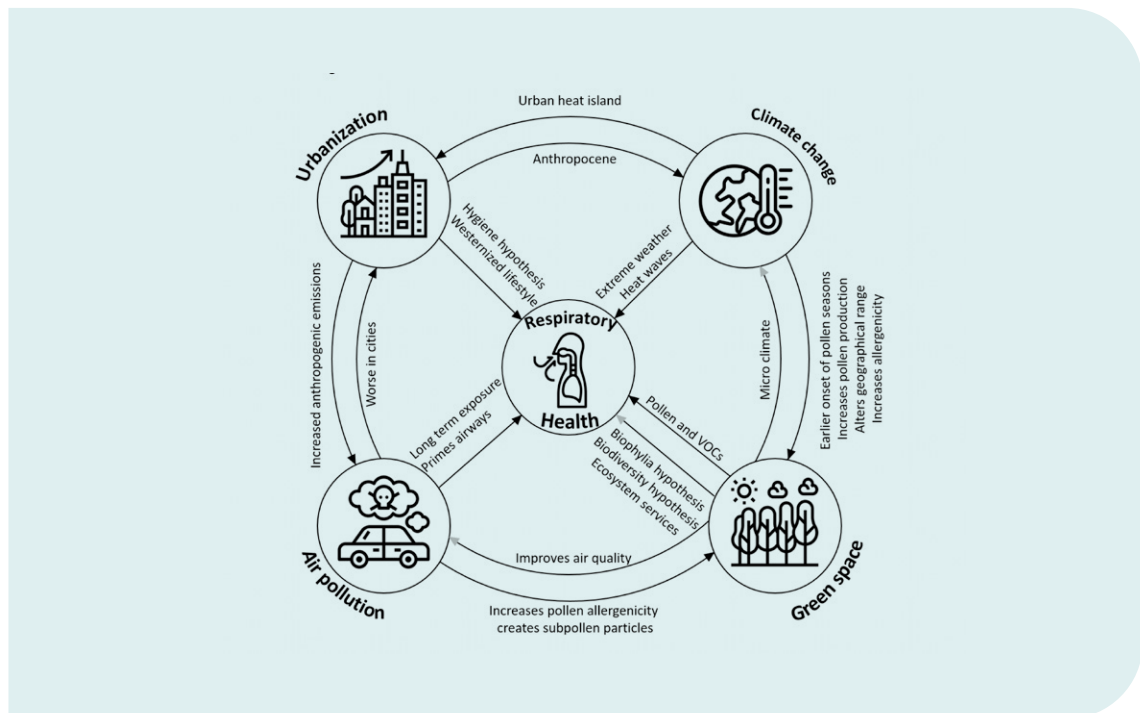 Urban heat island
Urbanization
Climate change
Anthropocene
Hygiene hypothesis
Westernized lifestyle
Extreme weather
Heat waves
Increased anthropogenic emissions
Worse in cities
Respiratory
Health
Micro climate
Earlier onset of pollen seasons
Increases pollen production
Alters geographical range
Increases allergenicity
Long term exposure
Primes airways
Pollen and VOCs
Biophylia hypothesis
Biodiversity hypothesis
Ecosystem services
Air pollution
Improves air quality
Green space
Increases pollen allergenicity
creates subpollen particles